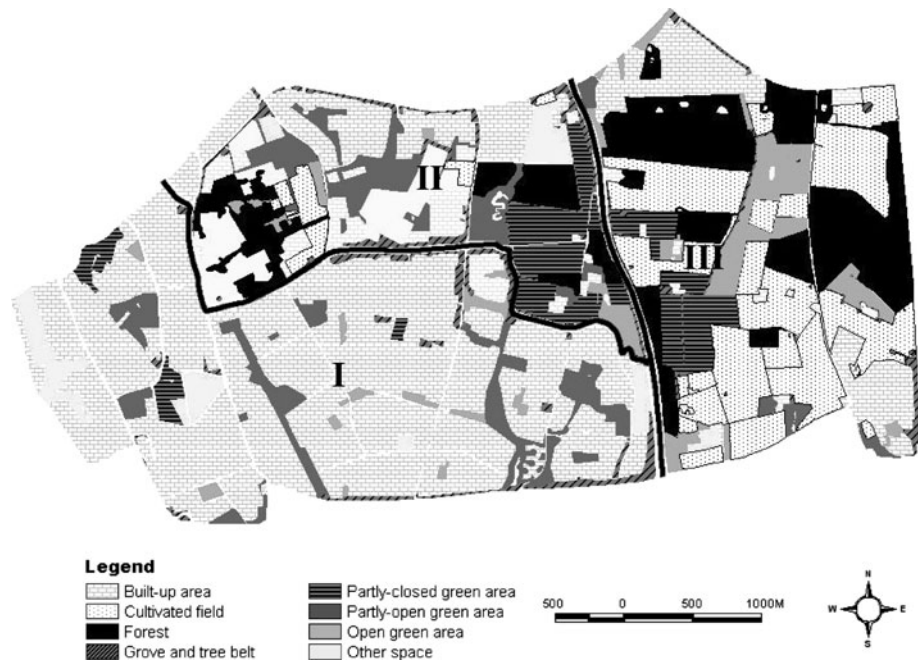 II
III
I
Legend
Built-up area
Cultivated field
Forest
Grove and tree belt
Partly-closed green area
Partly-open green area
Open green area
Other space
500 0 500 1000M
N
W E
S